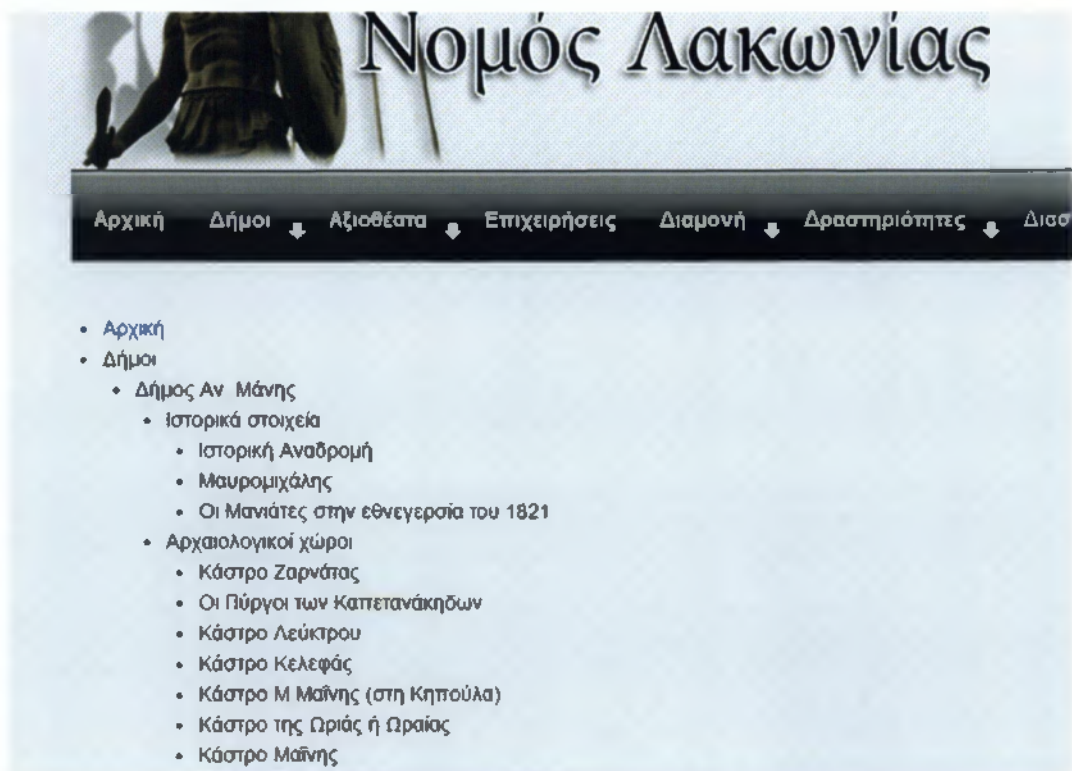 Νομός Λακωνίας
Αρχική Δήμοι Αξιοθέατα Επιχειρήσεις Διαμονή Δραστηριότητες Διασ
• Αρχική
• Δήμοι
• Δήμος Αν Μάνης
• Ιστορικά στοιχεία
• Ιστορική Αναδρομή
• Μαυρομιχάλης
• Οι Μανιάτες στην εθνεγερσία του 1821
• Αρχαιολογικοί χώροι
• Κάστρο Ζαρνάτας
• Οι Πύργοι των Καπετανάκηδων
• Κάστρο Λεύκτρου
• Κάστρο Κελεφάς
• Κάστρο Μ Μαΐνης (στη Κηπούλα)
• Κάστρο της Ωριάς ή Ωραίας
• Κάστρο Μαΐνης